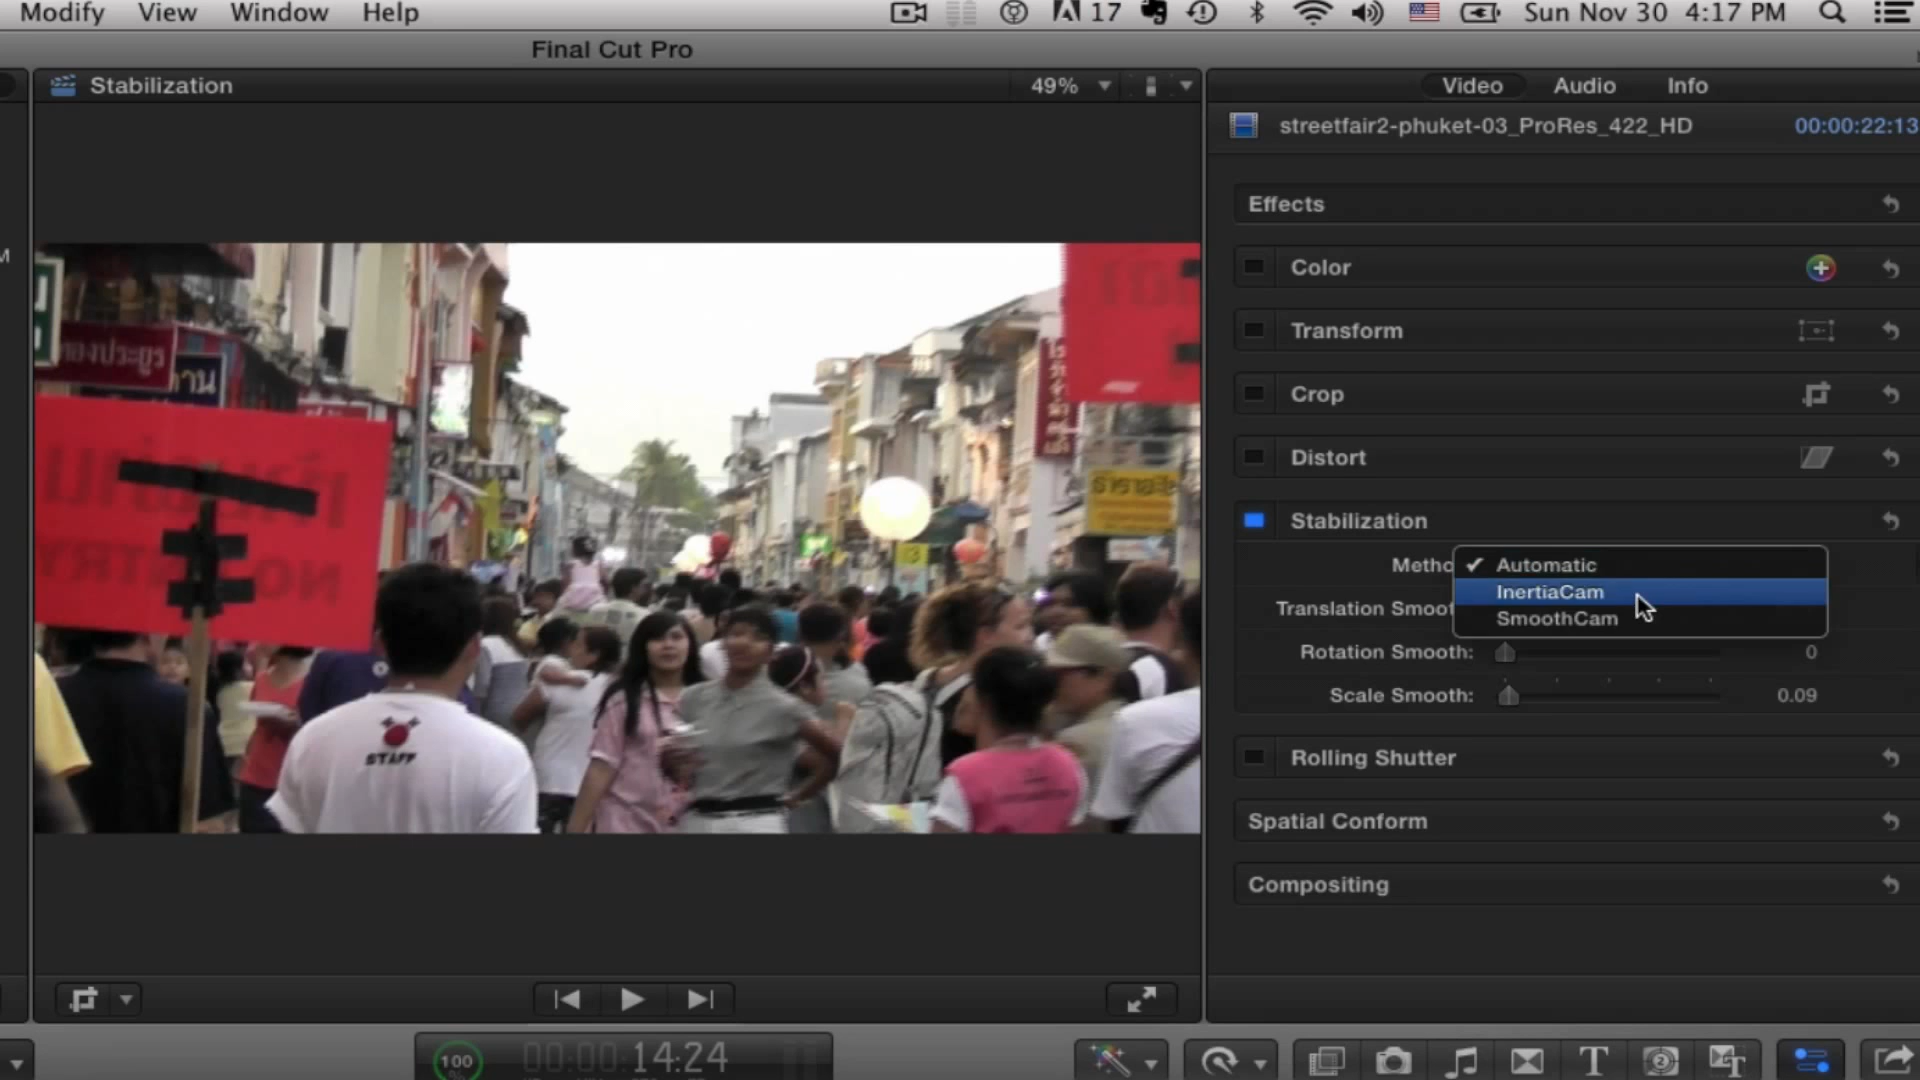 Modify View Window Help
17 Sun Nov 30 4:17 PM
Final Cut Pro
Stabilization 49%
Video Audio Info
M
streetfair2-phuket-03_ProRes_422_HD 00:00:22:13
Effects
Color
Transform
Crop
Distort
Stabilization
Metho
Automatic
InertiaCam
SmoothCam
Translation Smoot
Rotation Smooth: 0
Scale Smooth: 0.09
Rolling Shutter
Spatial Conform
Compositing
STAFF
100
%
00:00:14:24